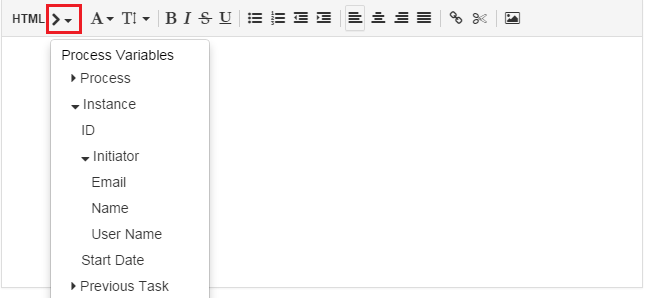 HTML A T B I S U
Process Variables
Process
Instance
ID
Initiator
Email
Name
User Name
Start Date
Previous Task